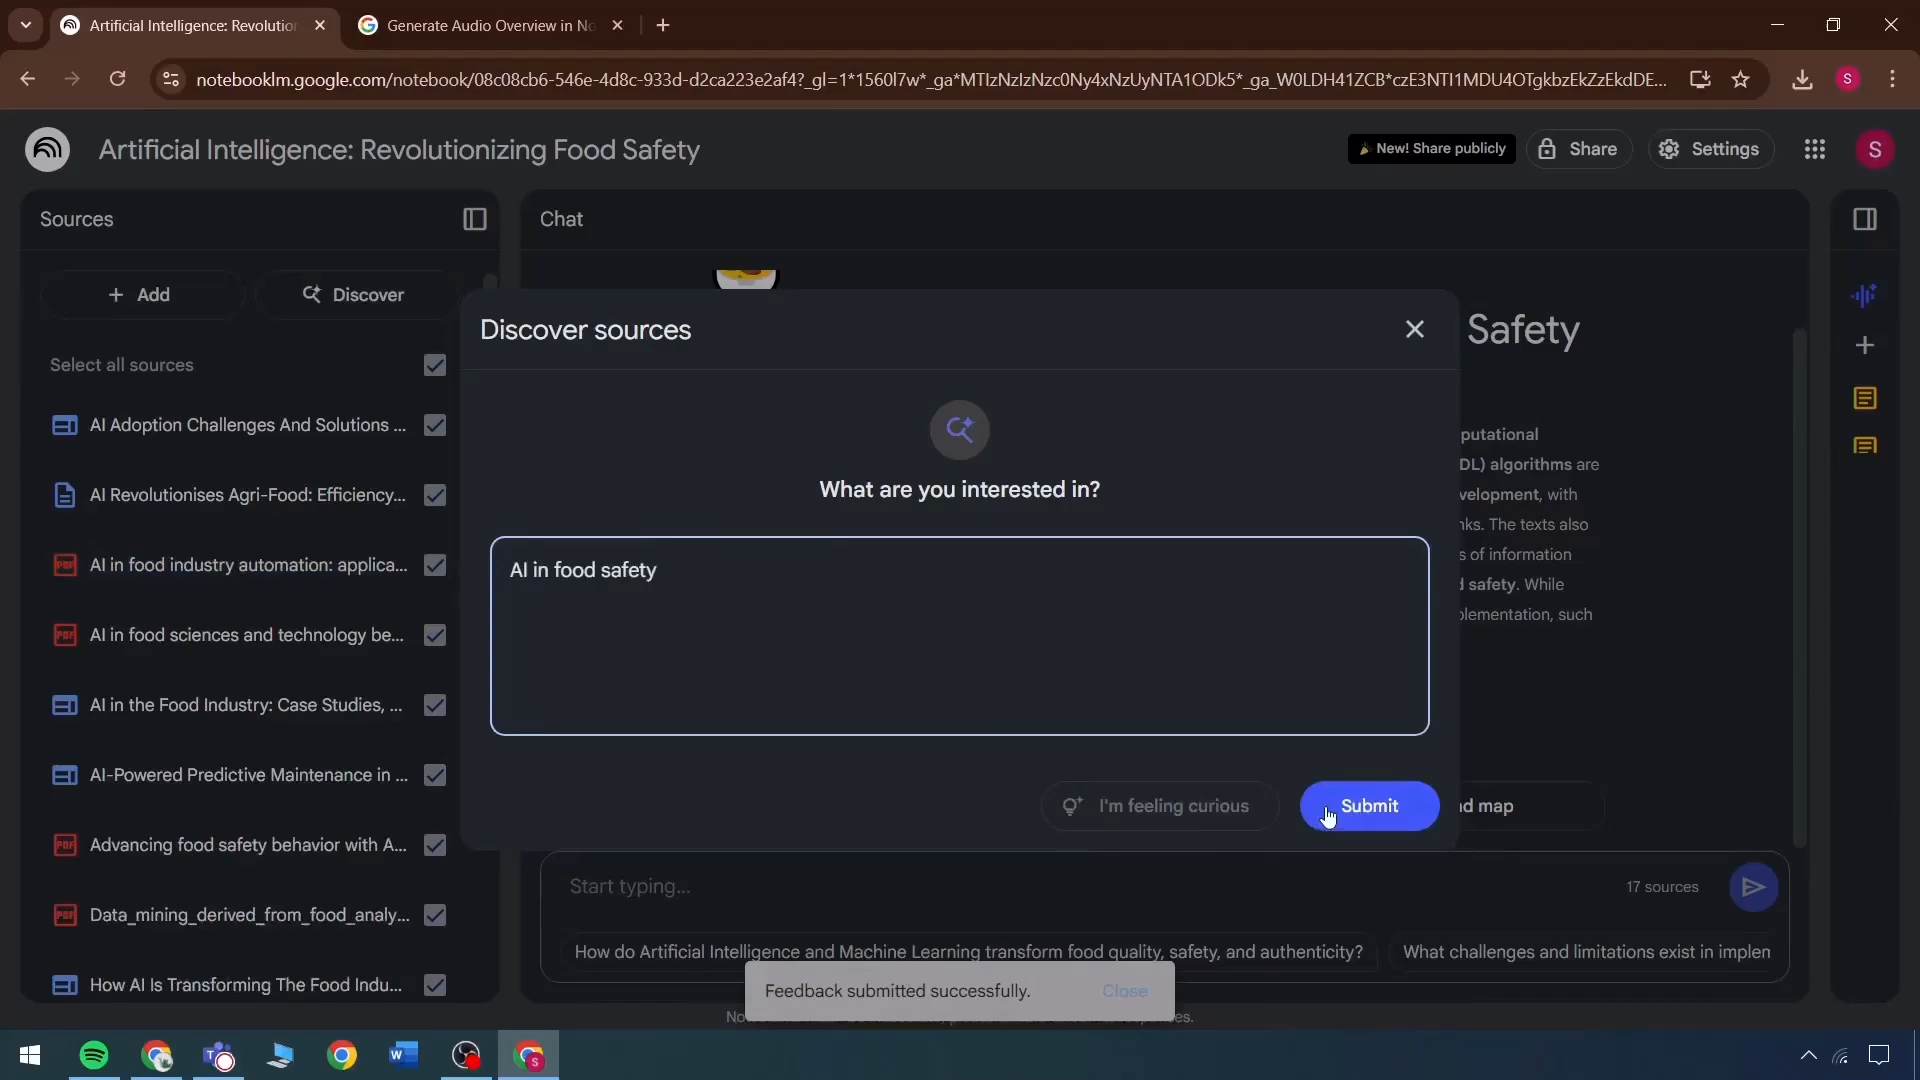 Artificial Intelligence: Revolution
Generate Audio Overview in No
notebooklm.google.com/notebook/08c08cb6-546e-4d8c-933d-d2ca223e2af4?_gl=1*1560l7w*_ga*MTIzNzIzNzc0Ny4xNzUyNTA1ODk5*_ga_W0LDH41ZCB*czE3NTI1MDU4OTgkbzEkZzEkdDE...
S
Artificial Intelligence: Revolutionizing Food Safety
New! Share publicly
Share
Settings
S
Sources
Chat
Add
Discover
Safety
Discover sources
Select all sources
AI Adoption Challenges And Solutions ...
putational
DL) algorithms are
What are you interested in?
AI Revolutionises Agri-Food: Efficiency...
velopment, with
nks. The texts also
s of information
AI in food industry automation: applica...
AI in food safety
d safety. While
plementation, such
AI in food sciences and technology be...
AI in the Food Industry: Case Studies, ...
AI-Powered Predictive Maintenance in ...
I'm feeling curious
Submit
nd map
Advancing food safety behavior with A...
Start typing...
17 sources
Data_mining_derived_from_food_analy...
How do Artificial Intelligence and Machine Learning transform food quality, safety, and authenticity?
What challenges and limitations exist in implen
How AI Is Transforming The Food Indu...
Feedback submitted successfully.
Close